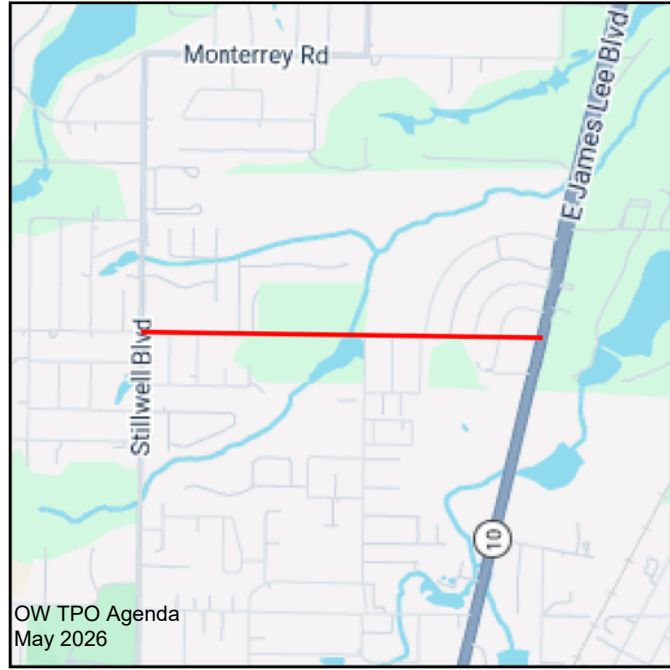 Monterrey Rd
E James Lee Blvd
Stillwell Blvd
10
OW TPO Agenda
May 2026